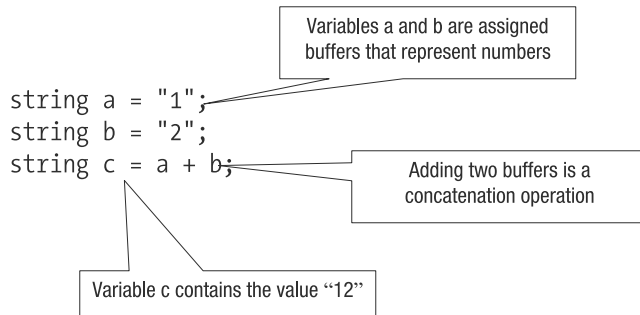 Variables a and b are assigned
buffers that represent numbers
string a = "1";
string b = "2";
string c = a + b;
Adding two buffers is a
concatenation operation
Variable c contains the value “12”